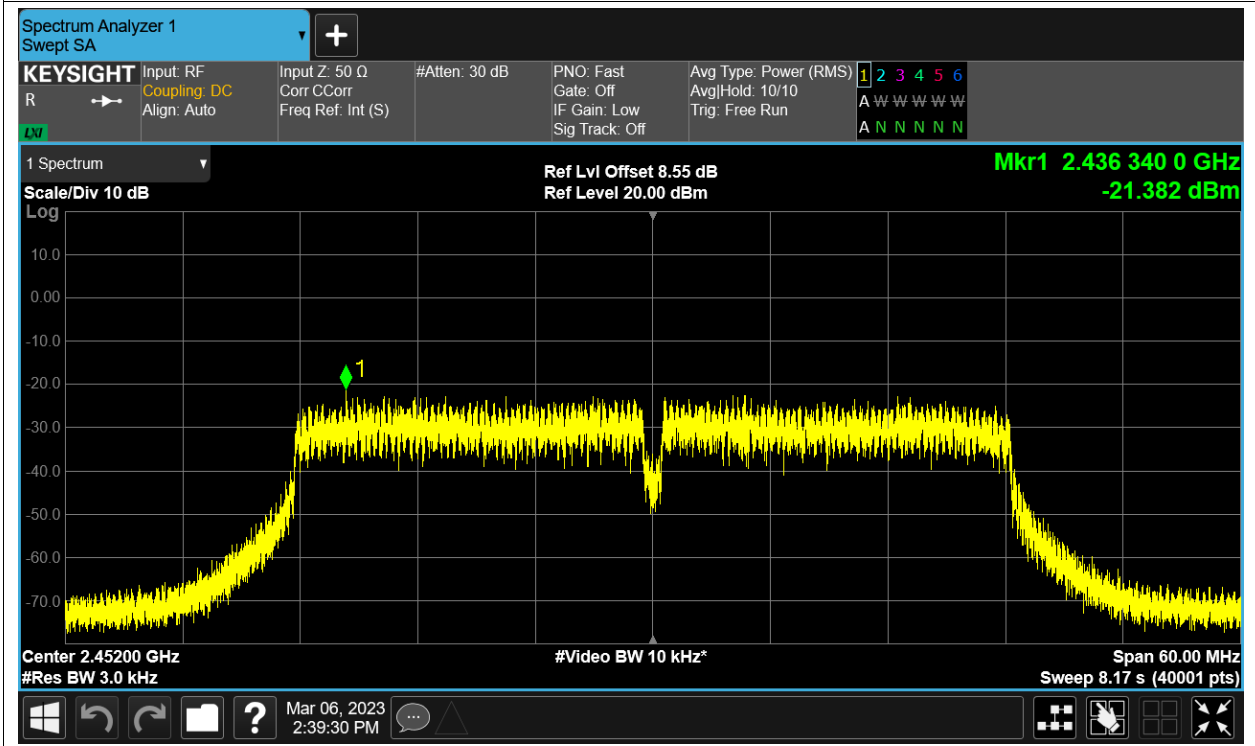 Spectrum Analyzer 1
Swept SA
KEYSIGHT
R
LXI
Input: RF
Coupling: DC
Align: Auto
Input Z: 50 Ω
Corr CCorr
Freq Ref: Int (S)
#Atten: 30 dB
PNO: Fast
Gate: Off
IF Gain: Low
Sig Track: Off
Avg Type: Power (RMS)
Avg|Hold: 10/10
Trig: Free Run
1 2 3 4 5 6
A W W W W W
A N N N N N
1 Spectrum
Scale/Div 10 dB
Log
Ref Lvl Offset 8.55 dB
Ref Level 20.00 dBm
Mkr1 2.436 340 0 GHz
-21.382 dBm
10.0
0.00
-10.0
-20.0
-30.0
-40.0
-50.0
-60.0
-70.0
1
Center 2.45200 GHz
#Res BW 3.0 kHz
#Video BW 10 kHz*
Span 60.00 MHz
Sweep 8.17 s (40001 pts)
?
Mar 06, 2023
2:39:30 PM